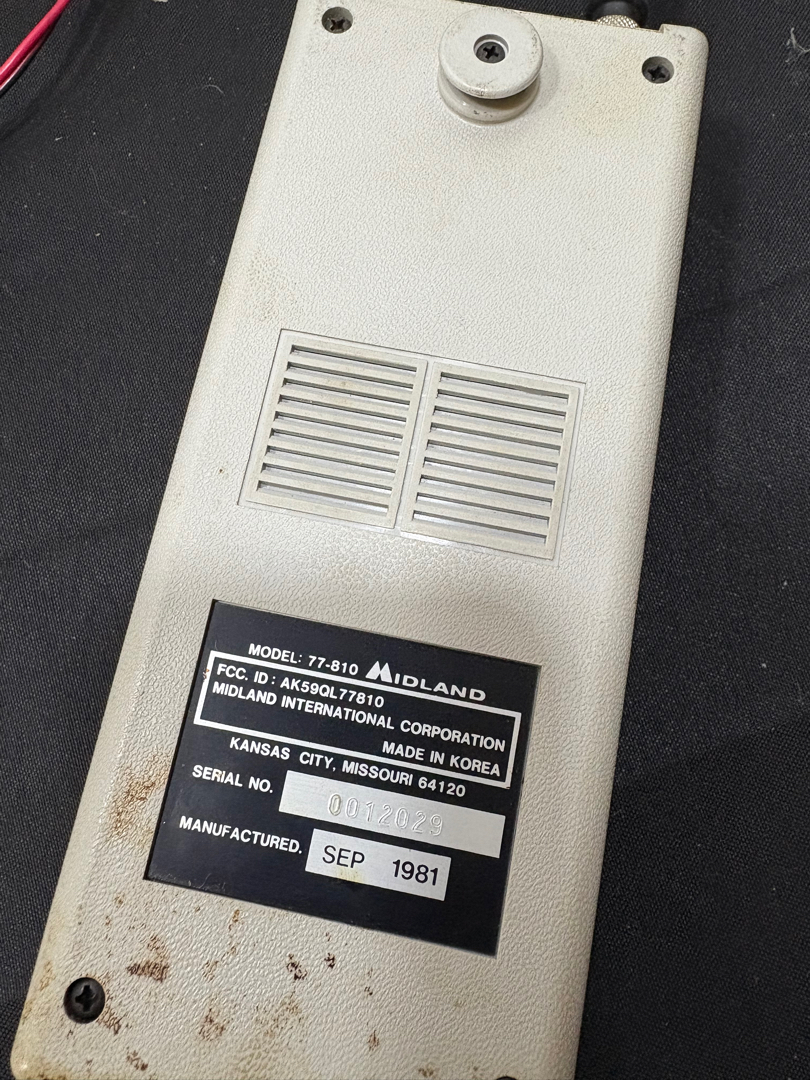 MODEL: 77-810 MIDLAND
FCC. ID: AK59QL77810
MIDLAND INTERNATIONAL CORPORATION
MADE IN KOREA
KANSAS CITY, MISSOURI 64120
SERIAL NO. 0012029
MANUFACTURED. SEP 1981